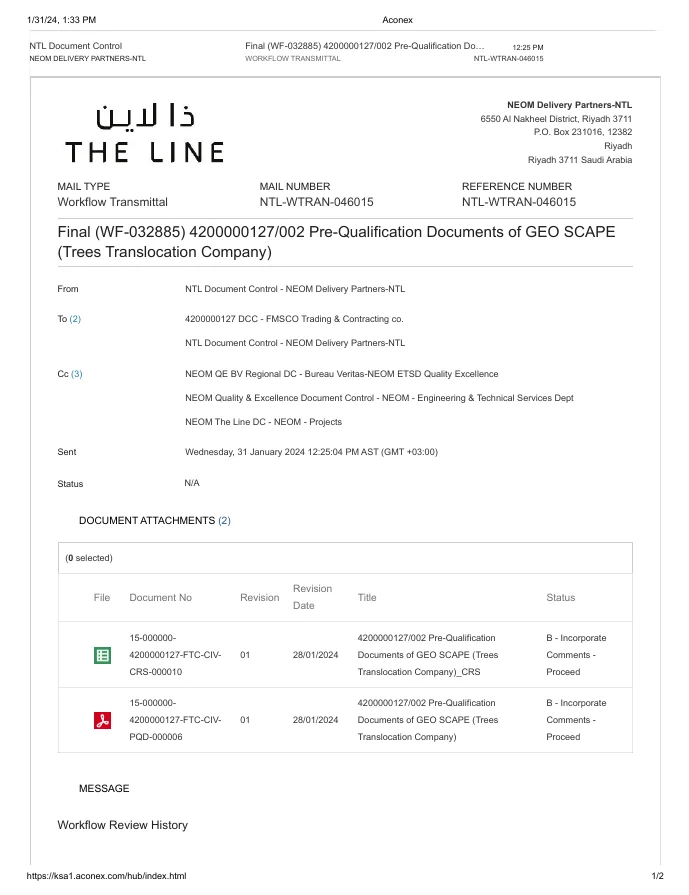 1/31/24, 1:33 PM Aconex
NTL Document Control Final (WF-032885) 4200000127/002 Pre-Qualification Do… 12:25 PM
NEOM DELIVERY PARTNERS-NTL WORKFLOW TRANSMITTAL NTL-WTRAN-046015
ذا لاين
THE LINE
NEOM Delivery Partners-NTL
6550 Al Nakheel District, Riyadh 3711
P.O. Box 231016, 12382
Riyadh
Riyadh 3711 Saudi Arabia
MAIL TYPE MAIL NUMBER REFERENCE NUMBER
Workflow Transmittal NTL-WTRAN-046015 NTL-WTRAN-046015
Final (WF-032885) 4200000127/002 Pre-Qualification Documents of GEO SCAPE
(Trees Translocation Company)
From NTL Document Control - NEOM Delivery Partners-NTL
To (2) 4200000127 DCC - FMSCO Trading & Contracting co.
NTL Document Control - NEOM Delivery Partners-NTL
Cc (3) NEOM QE BV Regional DC - Bureau Veritas-NEOM ETSD Quality Excellence
NEOM Quality & Excellence Document Control - NEOM - Engineering & Technical Services Dept
NEOM The Line DC - NEOM - Projects
Sent Wednesday, 31 January 2024 12:25:04 PM AST (GMT +03:00)
Status N/A
DOCUMENT ATTACHMENTS (2)
(0 selected)
File Document No Revision Revision Date Title Status
15-000000- 4200000127/002 Pre-Qualification B - Incorporate
4200000127-FTC-CIV- 01 28/01/2024 Documents of GEO SCAPE (Trees Comments -
CRS-000010 Translocation Company)_CRS Proceed
15-000000- 4200000127/002 Pre-Qualification B - Incorporate
4200000127-FTC-CIV- 01 28/01/2024 Documents of GEO SCAPE (Trees Comments -
PQD-000006 Translocation Company) Proceed
MESSAGE
Workflow Review History
https://ksa1.aconex.com/hub/index.html 1/2